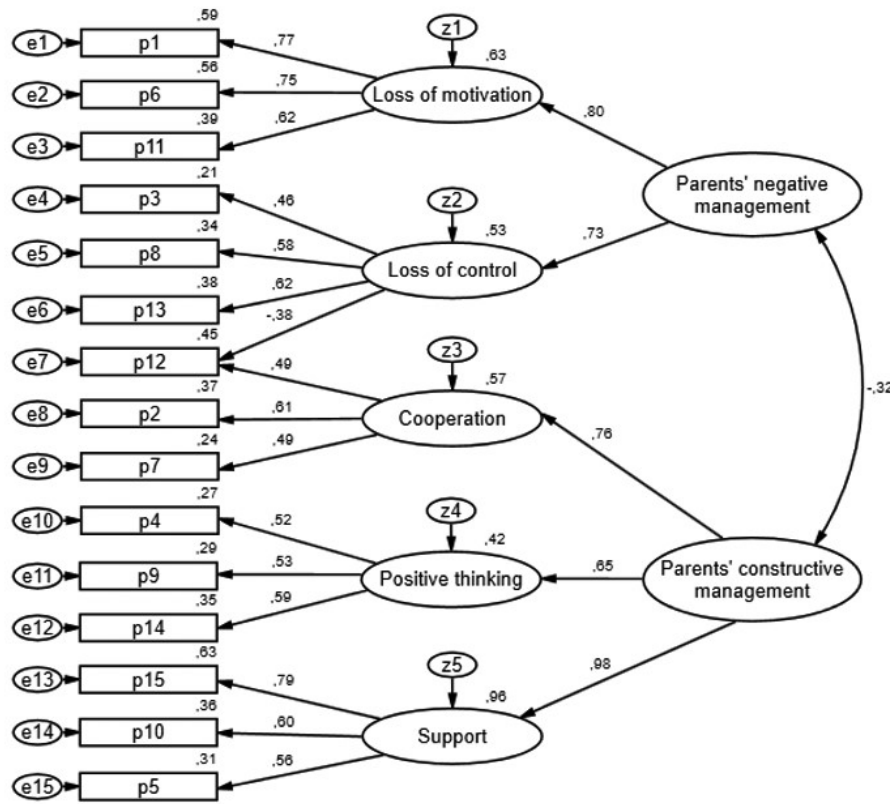 ,59
e1
p1
,77
z1
,63
,56
e2
p6
,75
Loss of motivation
,80
,39
e3
p11
,62
,21
e4
p3
,46
z2
,53
Parents' negative
management
,34
e5
p8
,58
Loss of control
,73
,38
e6
p13
,62
-,38
,45
e7
p12
,49
z3
,57
-,32
,37
e8
p2
,61
Cooperation
,76
,24
e9
p7
,49
,27
e10
p4
,52
z4
,42
,29
e11
p9
,53
Positive thinking
,65
Parents' constructive
management
,35
e12
p14
,59
,63
e13
p15
,79
z5
,96
,98
,36
e14
p10
,60
Support
,31
e15
p5
,56